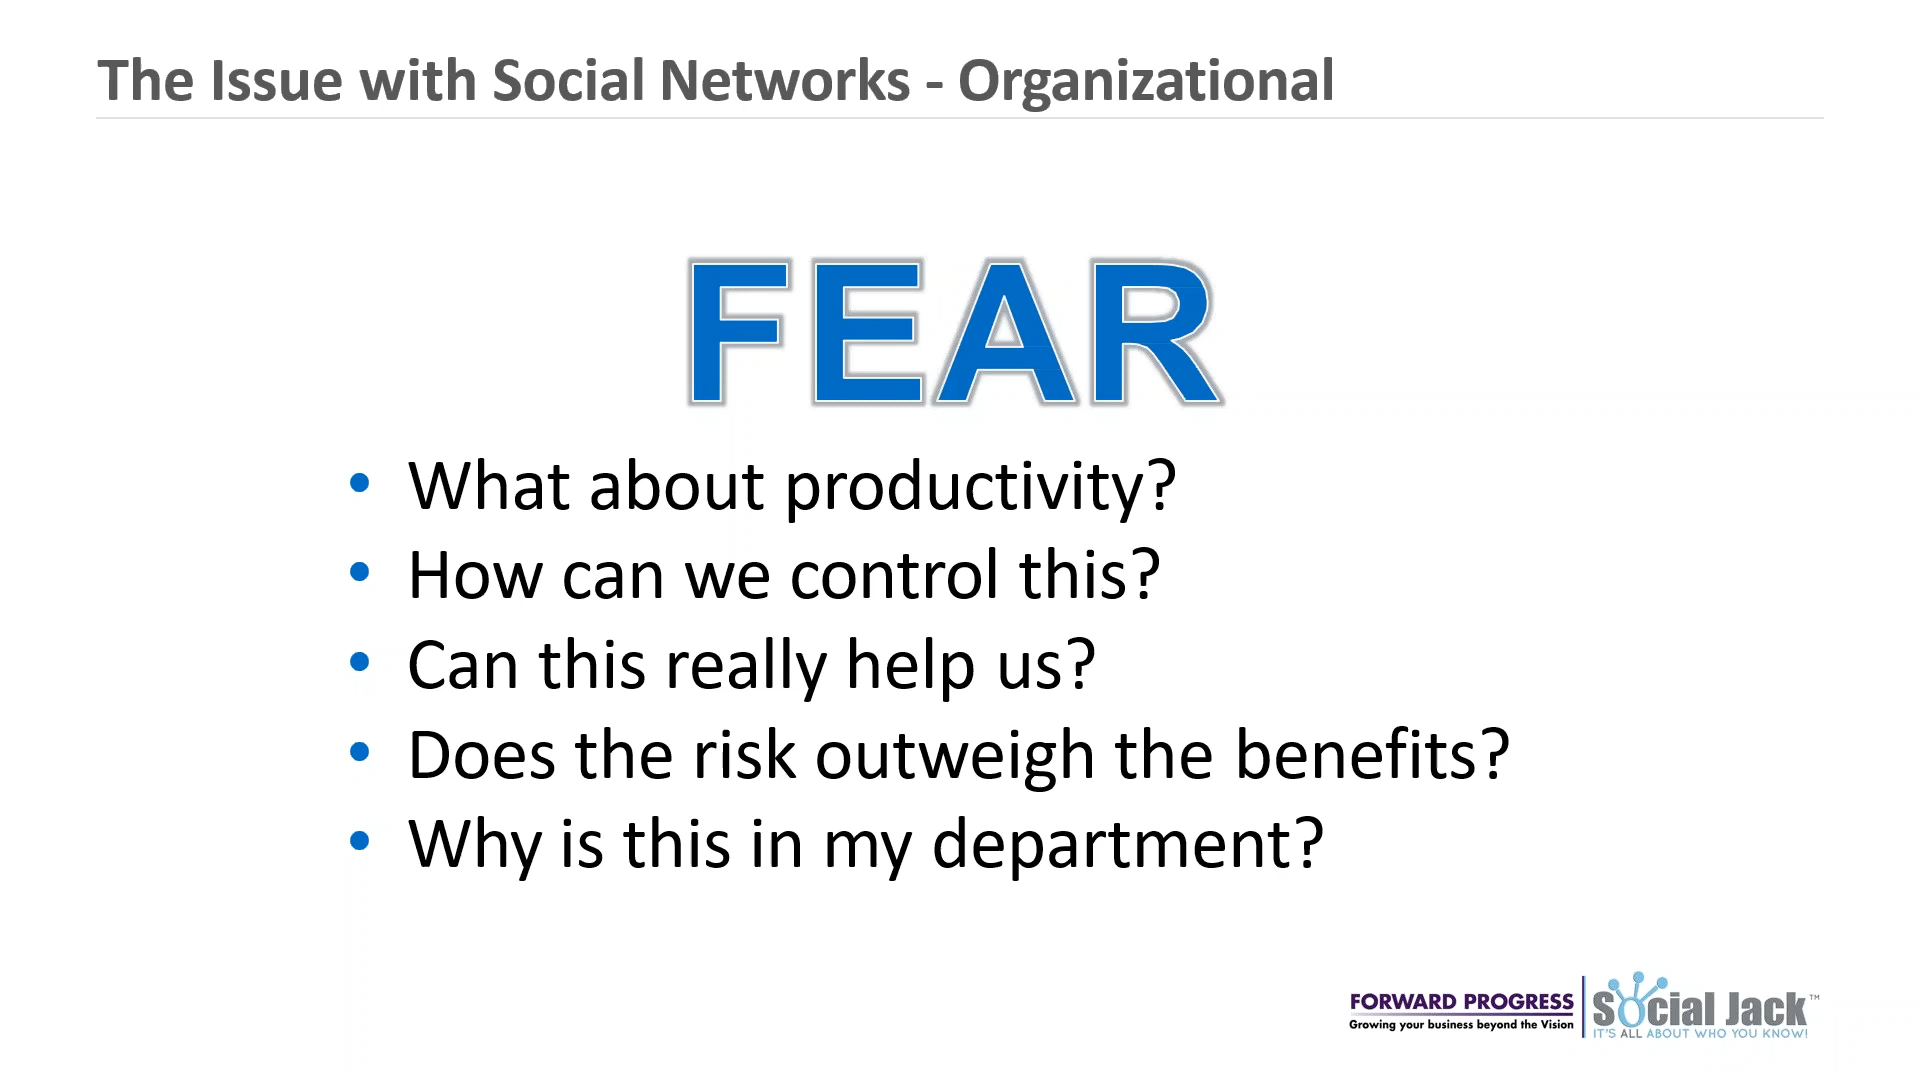 The Issue with Social Networks - Organizational
FEAR
• What about productivity?
• How can we control this?
• Can this really help us?
• Does the risk outweigh the benefits?
• Why is this in my department?
FORWARD PROGRESS
Growing your business beyond the Vision
Social Jack™
IT'S ALL ABOUT WHO YOU KNOW!